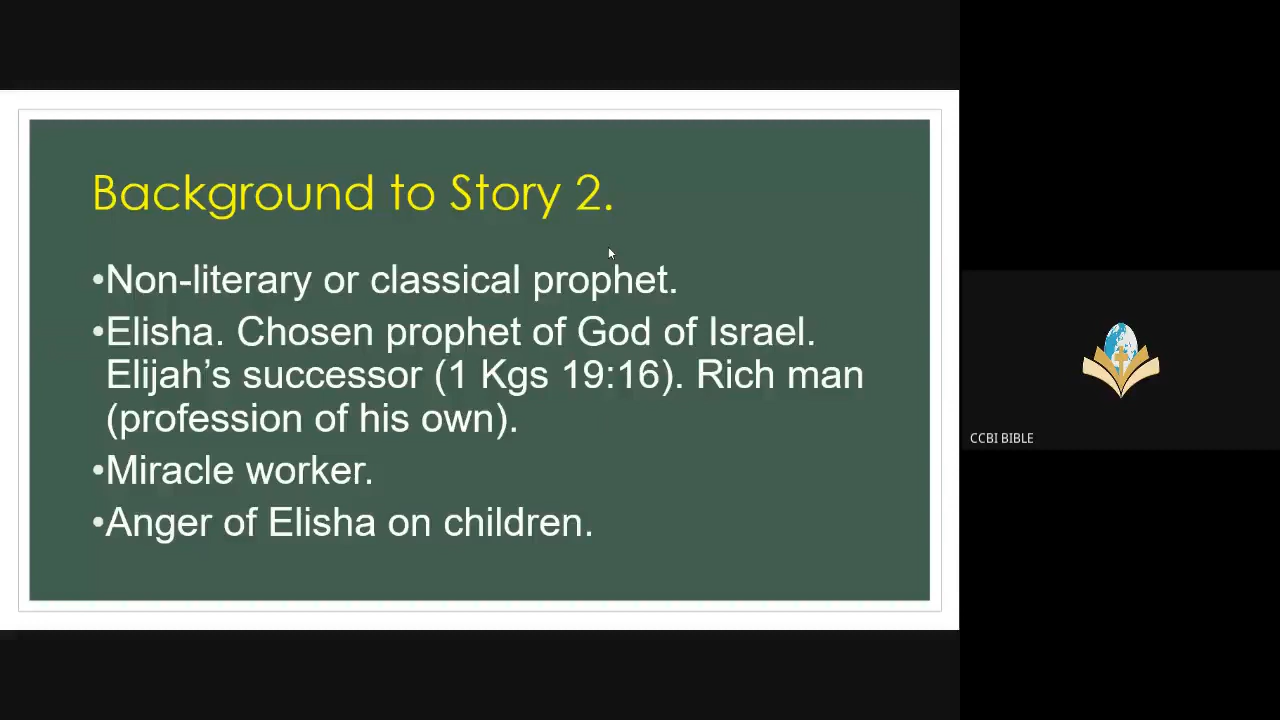 Background to Story 2.
•Non-literary or classical prophet.
•Elisha. Chosen prophet of God of Israel.
Elijah’s successor (1 Kgs 19:16). Rich man
(profession of his own).
•Miracle worker.
•Anger of Elisha on children.
CCBI BIBLE